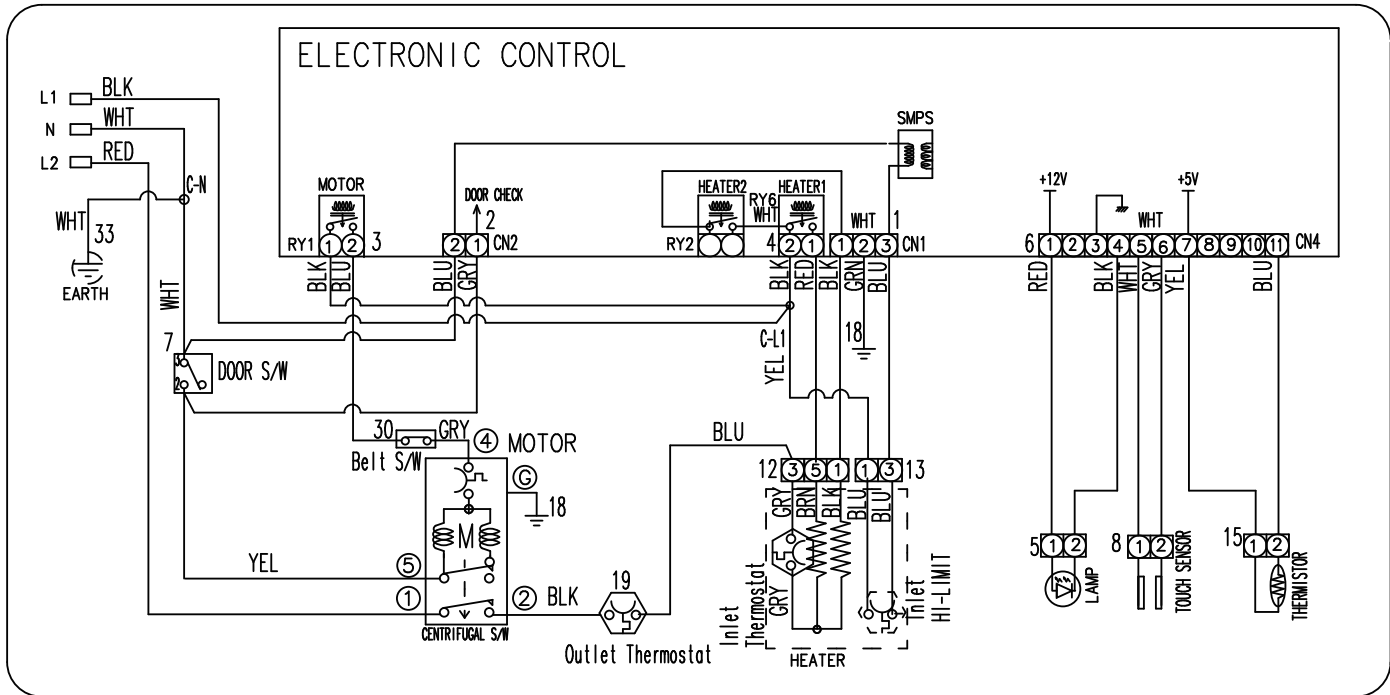 ELECTRONIC CONTROL
L1 BLK
N WHT
L2 RED
C-N
WHT 33
EARTH
WHT
SMPS
MOTOR
DOOR CHECK
HEATER2 HEATER1
RY6
WHT
WHT
+12V
WHT
+5V
RY1 1 2 3
2
2 1 CN2
RY2
4 2 1
1
1 2 3 CN1
6 1 2 3 4 5 6 7 8 9 10 11 CN4
BLK BLU
BLU GRY
BLK RED BLK GRN BLU
RED BLK WHT GRY YEL BLU
C-L1
YEL
18
7
3
2
DOOR S/W
30 GRY
Belt S/W
4 MOTOR
G
18
M
YEL
5
1
2 BLK
CENTRIFUGAL S/W
19
Outlet Thermostat
BLU
12 3 5 1
1 3 13
GRY BRN BLK BLU BLU
GRY
Inlet
Thermostat
Inlet
HI-LIMIT
HEATER
5 1 2
LAMP
8 1 2
TOUCH SENSOR
15 1 2
THERMISTOR